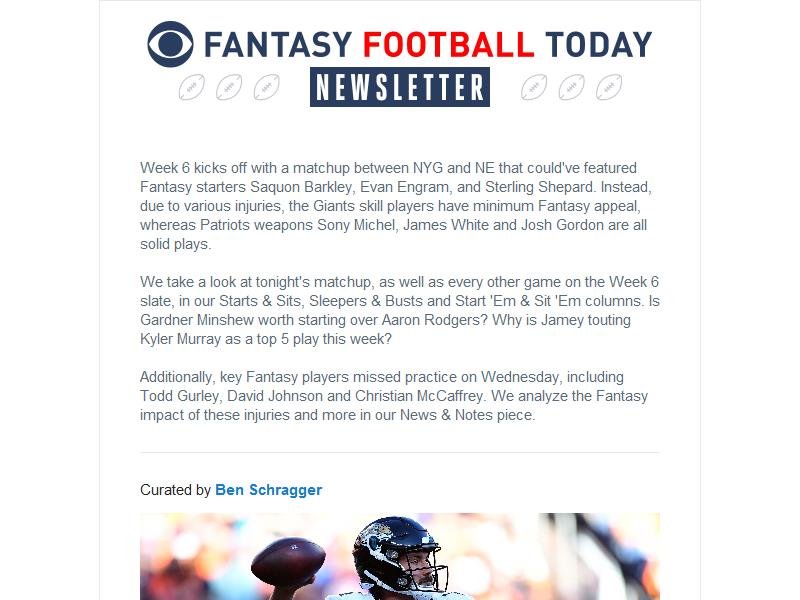 FANTASY FOOTBALL TODAY
NEWSLETTER
Week 6 kicks off with a matchup between NYG and NE that could've featured
Fantasy starters Saquon Barkley, Evan Engram, and Sterling Shepard. Instead,
due to various injuries, the Giants skill players have minimum Fantasy appeal,
whereas Patriots weapons Sony Michel, James White and Josh Gordon are all
solid plays.
We take a look at tonight's matchup, as well as every other game on the Week 6
slate, in our Starts & Sits, Sleepers & Busts and Start 'Em & Sit 'Em columns. Is
Gardner Minshew worth starting over Aaron Rodgers? Why is Jamey touting
Kyler Murray as a top 5 play this week?
Additionally, key Fantasy players missed practice on Wednesday, including
Todd Gurley, David Johnson and Christian McCaffrey. We analyze the Fantasy
impact of these injuries and more in our News & Notes piece.
Curated by Ben Schragger